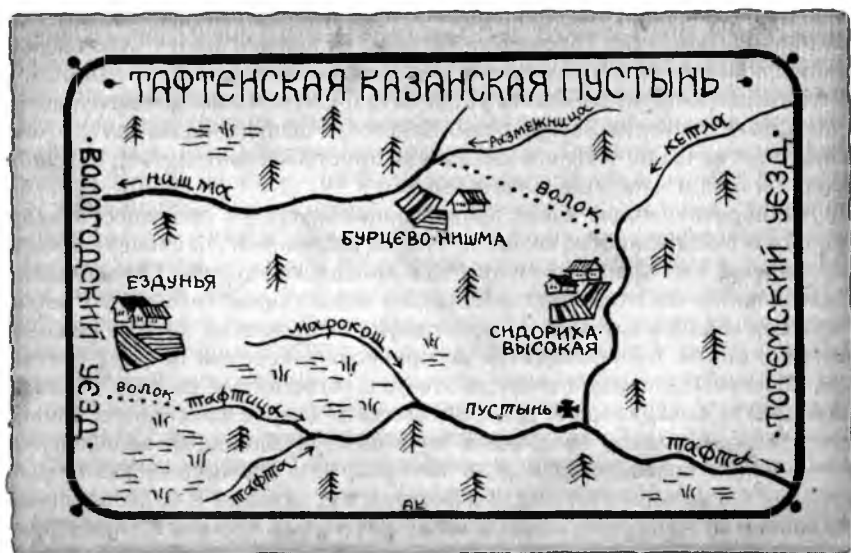 ТАФТЕНСКАЯ КАЗАНСКАЯ ПУСТЫНЬ
РАЗМЕЖНИЦА
КЕПЛА
ВОЛОГОДСКИЙ УЕЗД
НИШМА
ВОЛОК
БУРЦЕВО-НИШМА
ТОТЕМСКИЙ УЕЗД
ЕЗДУНЬЯ
СИДОРИХА-
ВЫСОКАЯ
МАРОКОШ
ВОЛОК
ТАФТИЦА
ПУСТЫНЬ
ТАФТА
ТАФТА
АК